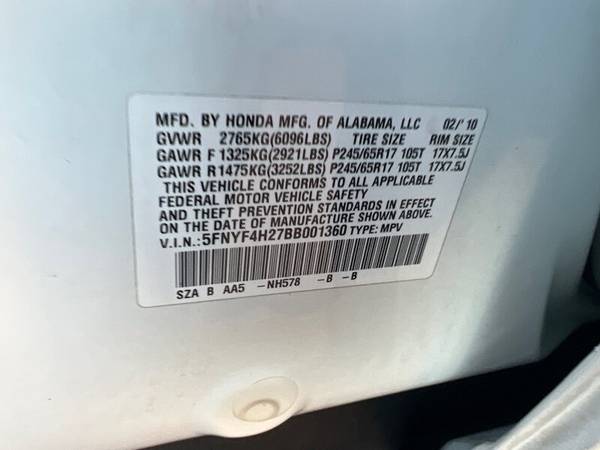 MFD. BY HONDA MFG. OF ALABAMA, LLC 02/'10
GVWR 2765KG(6096LBS) TIRE SIZE RIM SIZE
GAWR F 1325KG(2921LBS) P245/65R17 105T 17X7.5J
GAWR R 1475KG(3252LBS) P245/65R17 105T 17X7.5J
THIS VEHICLE CONFORMS TO ALL APPLICABLE
FEDERAL MOTOR VEHICLE SAFETY
AND THEFT PREVENTION STANDARDS IN EFFECT
ON THE DATE OF MANUFACTURE SHOWN ABOVE.
V.I.N.:5FNYF4H27BB001360 TYPE: MPV
SZA B AA5 -NH578 -B -B